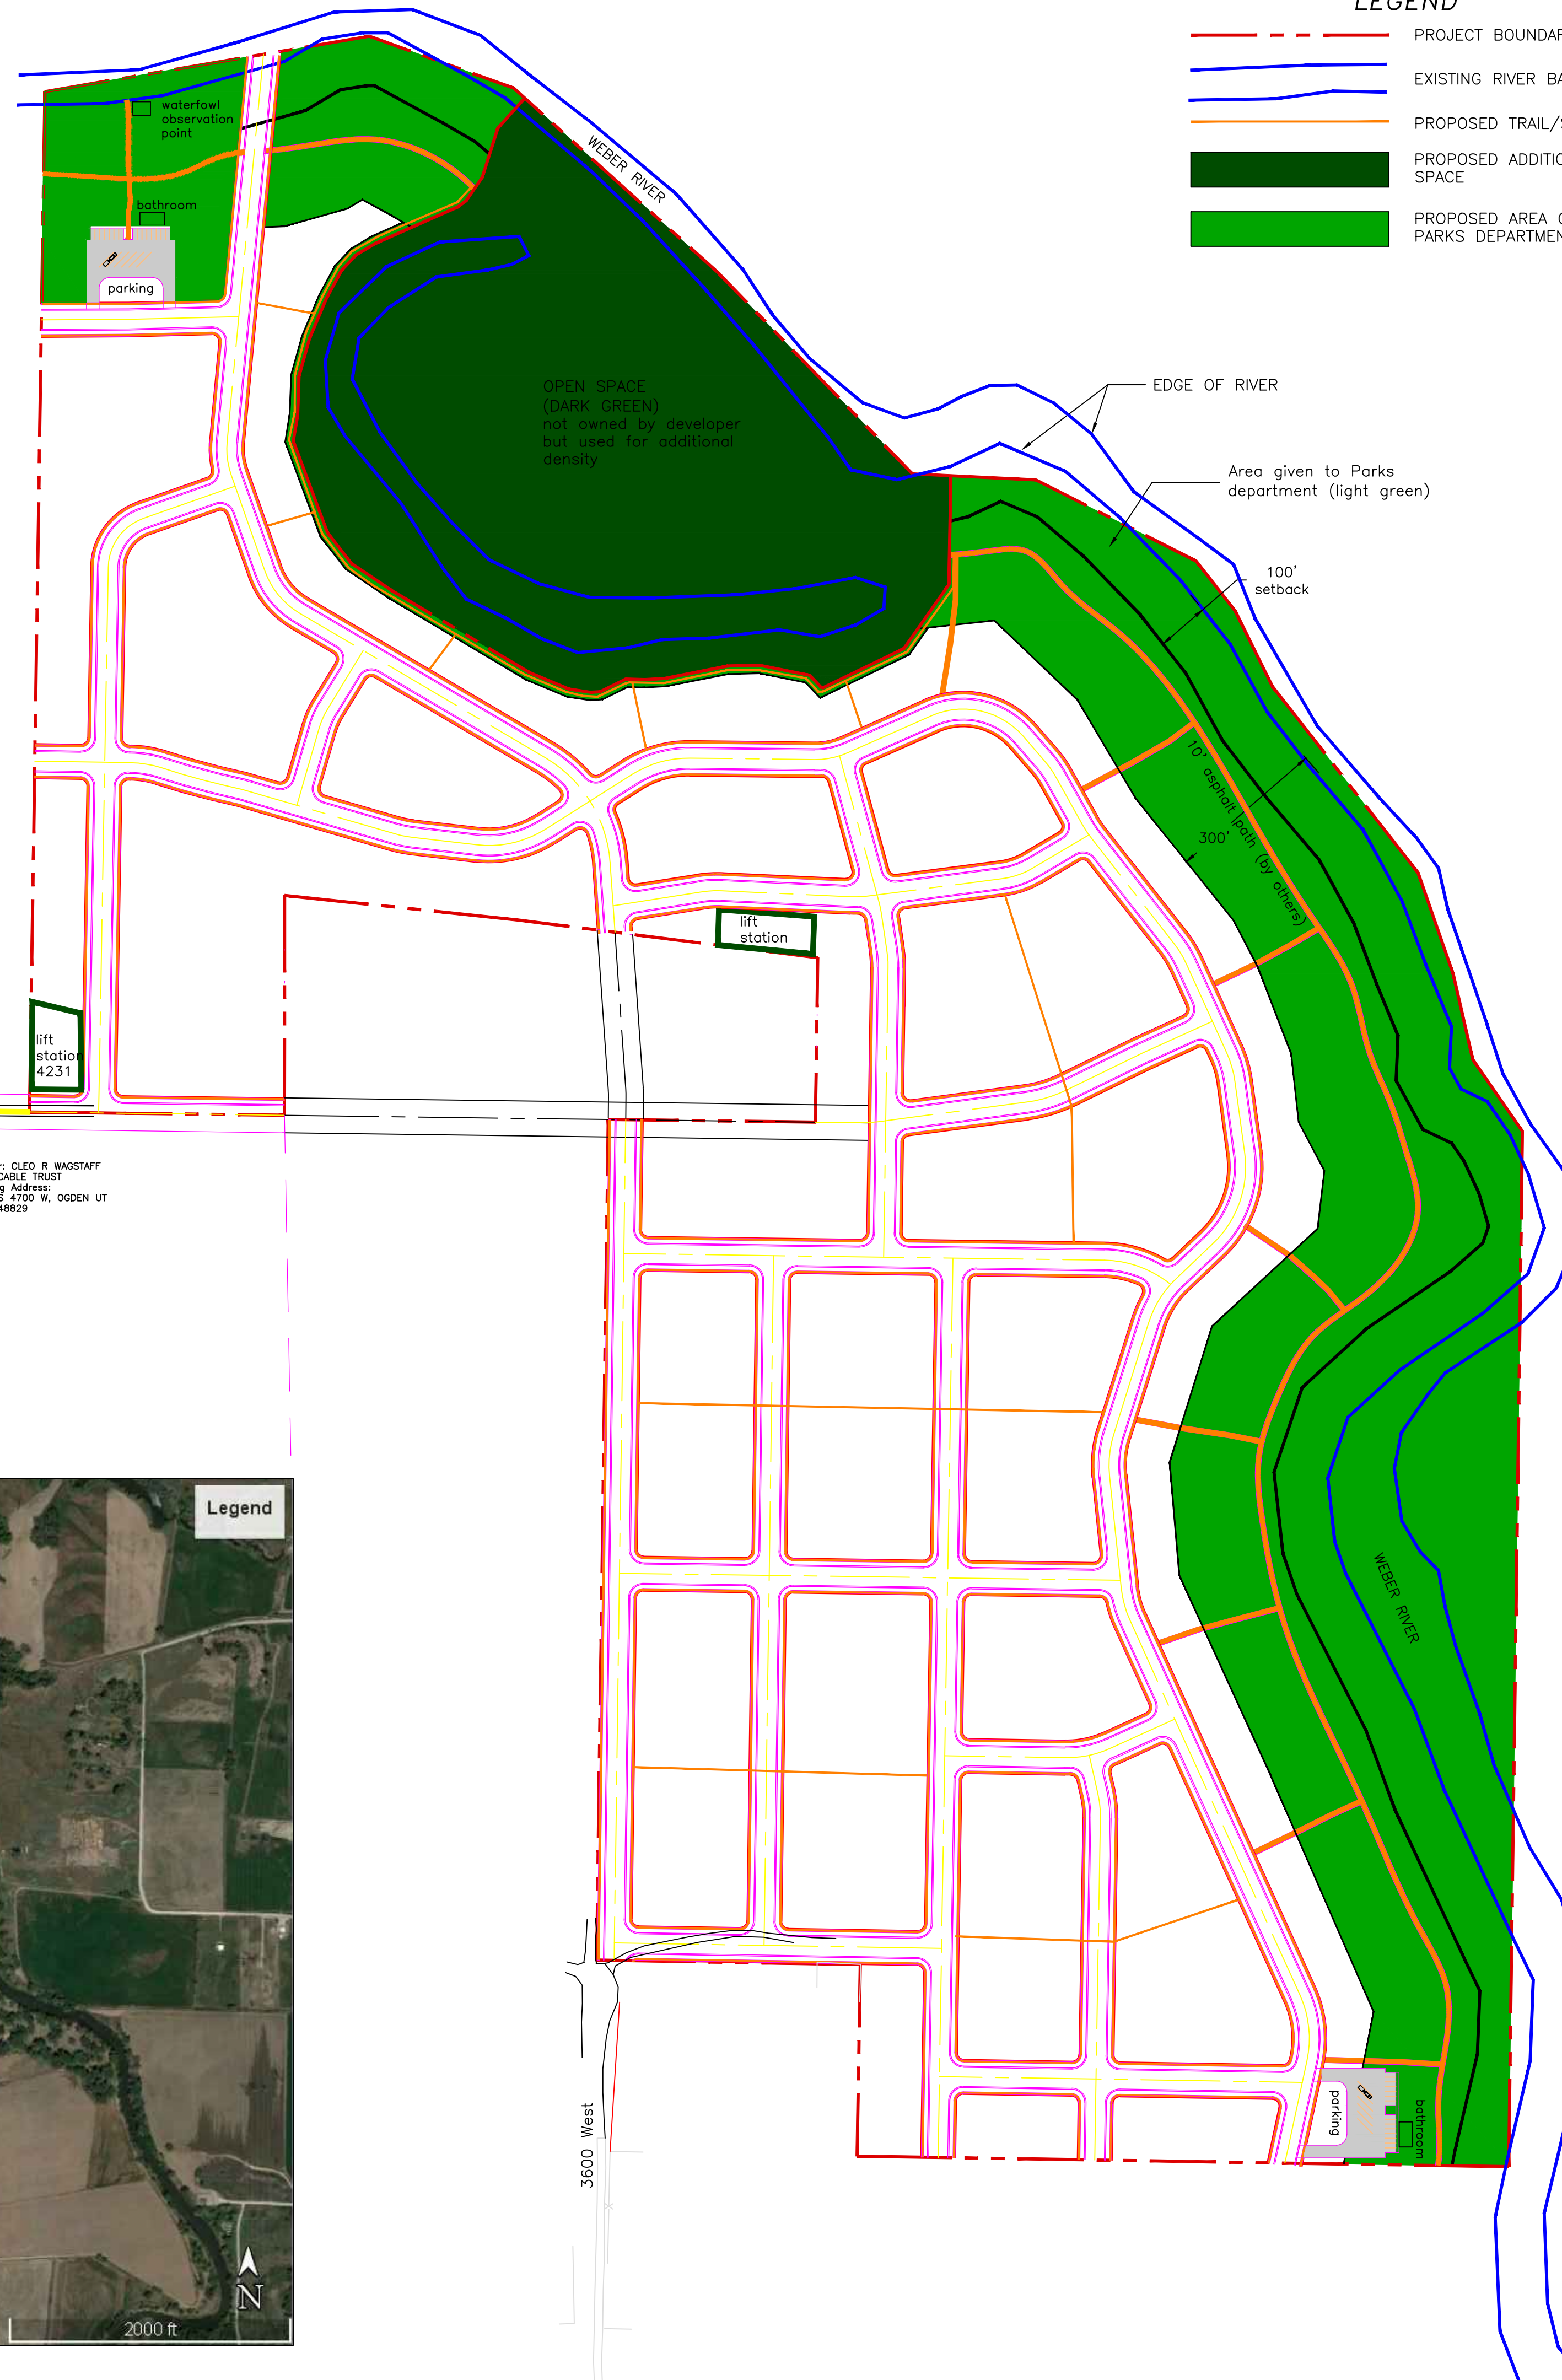 LEGEND
PROJECT BOUNDAR
EXISTING RIVER BA
PROPOSED TRAIL/S
PROPOSED ADDITIO
SPACE
PROPOSED AREA G
PARKS DEPARTMEN
waterfowl
observation
point
bathroom
parking
WEBER RIVER
OPEN SPACE
(DARK GREEN)
not owned by developer
but used for additional
density
EDGE OF RIVER
Area given to Parks
department (light green)
100'
setback
10' asphalt path (by others)
300'
lift
station
lift
station
4231
r: CLEO R WAGSTAFF
CABLE TRUST
g Address:
S 4700 W, OGDEN UT
48829
Legend
WEBER RIVER
3600 West
parking
bathroom
N
2000 ft